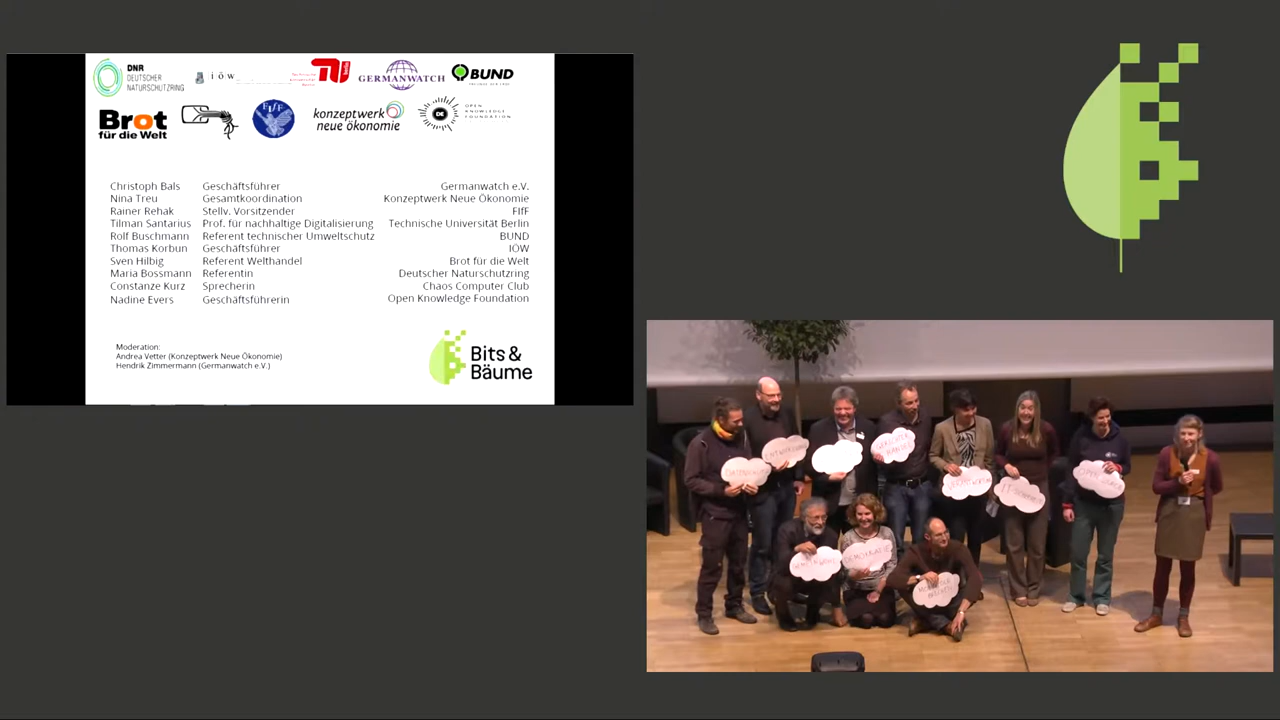 DNR
DEUTSCHER
NATURSCHUTZRING
i ö w
GERMANWATCH
BUND
Brot
für die Welt
FIfF
konzeptwerk
neue ökonomie
OPEN
KNOWLEDGE
FOUNDATION
Christoph Bals Geschäftsführer Germanwatch e.V.
Nina Treu Gesamtkoordination Konzeptwerk Neue Ökonomie
Rainer Rehak Stellv. Vorsitzender FIfF
Tilman Santarius Prof. für nachhaltige Digitalisierung Technische Universität Berlin
Rolf Buschmann Referent technischer Umweltschutz BUND
Thomas Korbun Geschäftsführer IÖW
Sven Hilbig Referent Welthandel Brot für die Welt
Maria Bossmann Referentin Deutscher Naturschutzring
Constanze Kurz Sprecherin Chaos Computer Club
Nadine Evers Geschäftsführerin Open Knowledge Foundation
Moderation:
Andrea Vetter (Konzeptwerk Neue Ökonomie)
Hendrik Zimmermann (Germanwatch e.V.)
Bits &
Bäume
GERECHTER
HANDEL
DEMOKRATIE